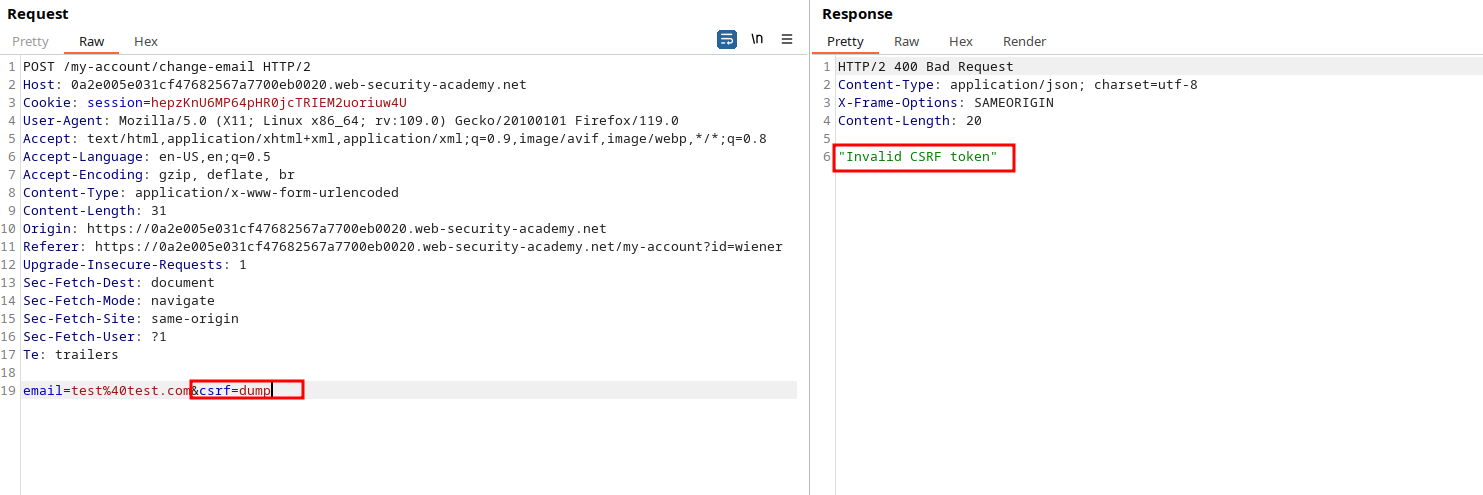 Request
Pretty Raw Hex \n
1 POST /my-account/change-email HTTP/2
2 Host: 0a2e005e031cf47682567a7700eb0020.web-security-academy.net
3 Cookie: session=hepzKnU6MP64pHR0jcTRIEM2uoriuw4U
4 User-Agent: Mozilla/5.0 (X11; Linux x86_64; rv:109.0) Gecko/20100101 Firefox/119.0
5 Accept: text/html,application/xhtml+xml,application/xml;q=0.9,image/avif,image/webp,*/*;q=0.8
6 Accept-Language: en-US,en;q=0.5
7 Accept-Encoding: gzip, deflate, br
8 Content-Type: application/x-www-form-urlencoded
9 Content-Length: 31
10 Origin: https://0a2e005e031cf47682567a7700eb0020.web-security-academy.net
11 Referer: https://0a2e005e031cf47682567a7700eb0020.web-security-academy.net/my-account?id=wiener
12 Upgrade-Insecure-Requests: 1
13 Sec-Fetch-Dest: document
14 Sec-Fetch-Mode: navigate
15 Sec-Fetch-Site: same-origin
16 Sec-Fetch-User: ?1
17 Te: trailers
18
19 email=test%40test.com&csrf=dump
Response
Pretty Raw Hex Render
1 HTTP/2 400 Bad Request
2 Content-Type: application/json; charset=utf-8
3 X-Frame-Options: SAMEORIGIN
4 Content-Length: 20
5
6 "Invalid CSRF token"